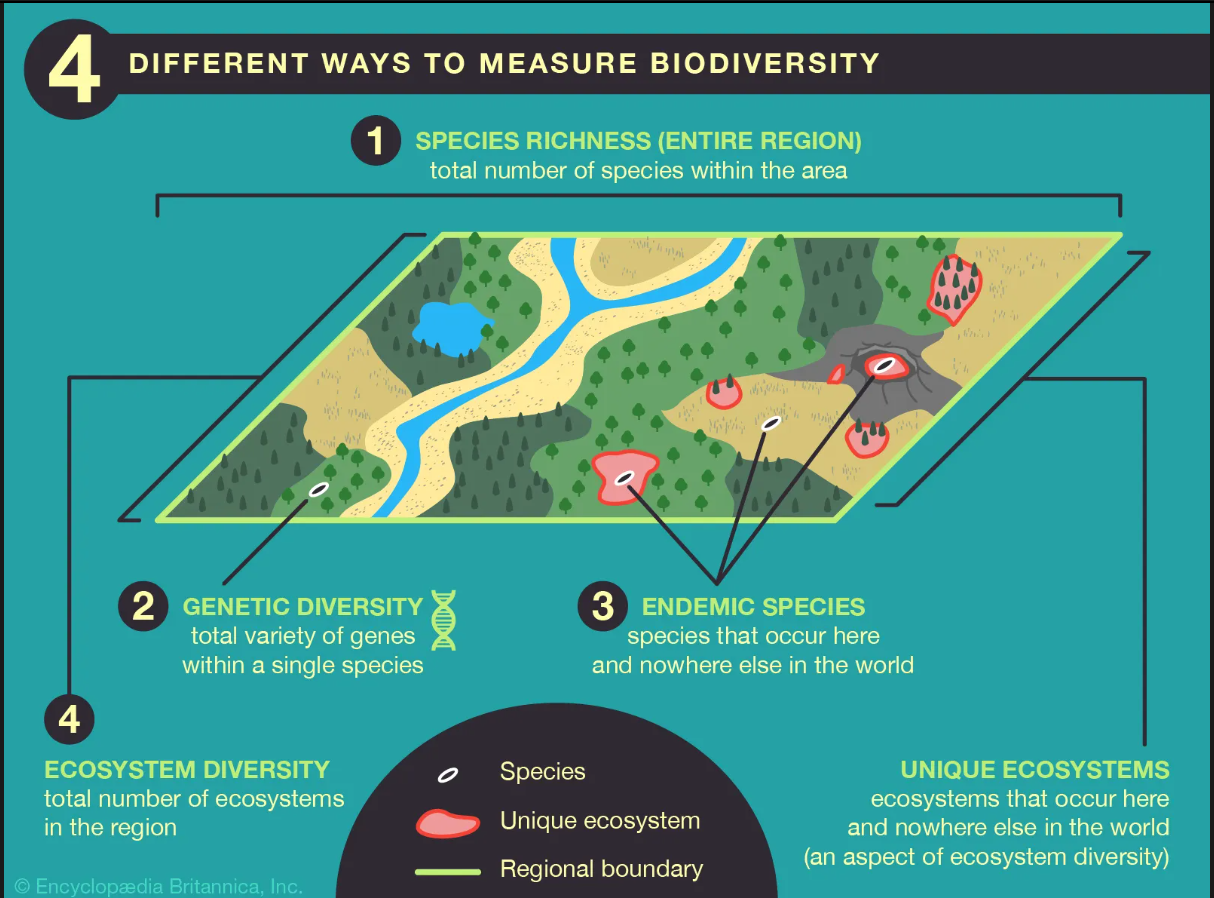 4
DIFFERENT WAYS TO MEASURE BIODIVERSITY
1
SPECIES RICHNESS (ENTIRE REGION)
total number of species within the area
2
GENETIC DIVERSITY
total variety of genes
within a single species
3
ENDEMIC SPECIES
species that occur here
and nowhere else in the world
4
ECOSYSTEM DIVERSITY
total number of ecosystems
in the region
UNIQUE ECOSYSTEMS
ecosystems that occur here
and nowhere else in the world
(an aspect of ecosystem diversity)
Species
Unique ecosystem
Regional boundary
© Encyclopædia Britannica, Inc.